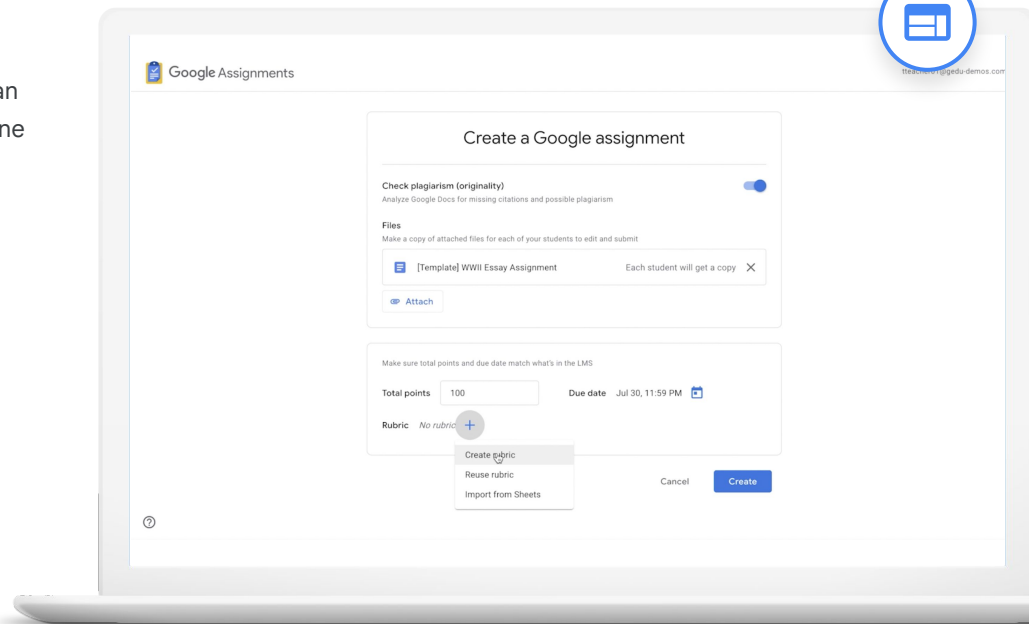 an
ne
Google Assignments
Create a Google assignment
Check plagiarism (originality)
Analyze Google Docs for missing citations and possible plagiarism
Files
Make a copy of attached files for each of your students to edit and submit
[Template] WWII Essay Assignment Each student will get a copy
Attach
Make sure total points and due date match what's in the LMS
Total points 100 Due date Jul 30, 11:59 PM
Rubric No rubric
Create rubric
Reuse rubric
Import from Sheets
Cancel Create